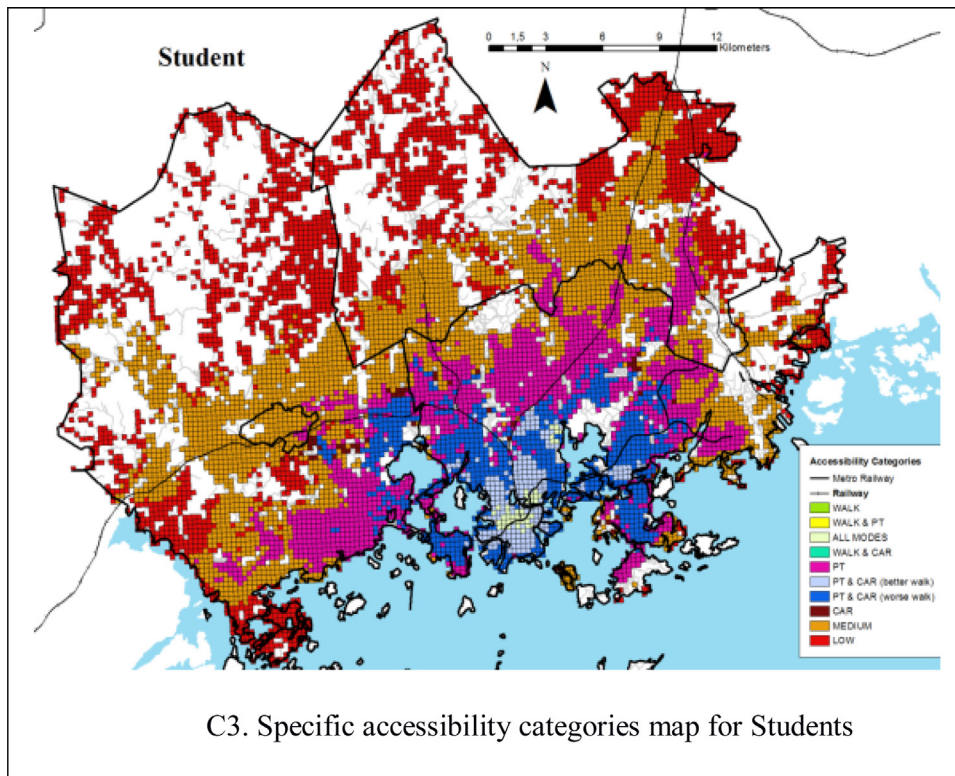 Student
0 1,5 3 6 9 12
Kilometers
N
Accessibility Categories
Metro Railway
Railway
WALK
WALK & PT
ALL MODES
WALK & CAR
PT
PT & CAR (better walk)
PT & CAR (worse walk)
CAR
MEDIUM
LOW
C3. Specific accessibility categories map for Students